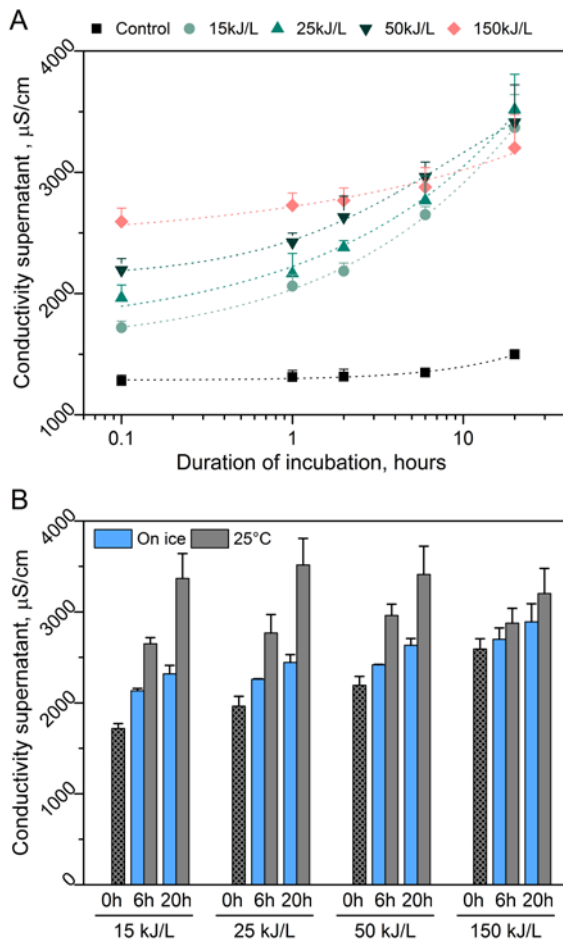 A
Control 15kJ/L 25kJ/L 50kJ/L 150kJ/L
Conductivity supernatant , µS/cm
4000
3000
2000
1000
0.1 1 10
Duration of incubation, hours
B
On ice 25°C
Conductivity supernatant, µS/cm
4000
3000
2000
1000
0
0h 6h 20h 0h 6h 20h 0h 6h 20h 0h 6h 20h
15 kJ/L 25 kJ/L 50 kJ/L 150 kJ/L